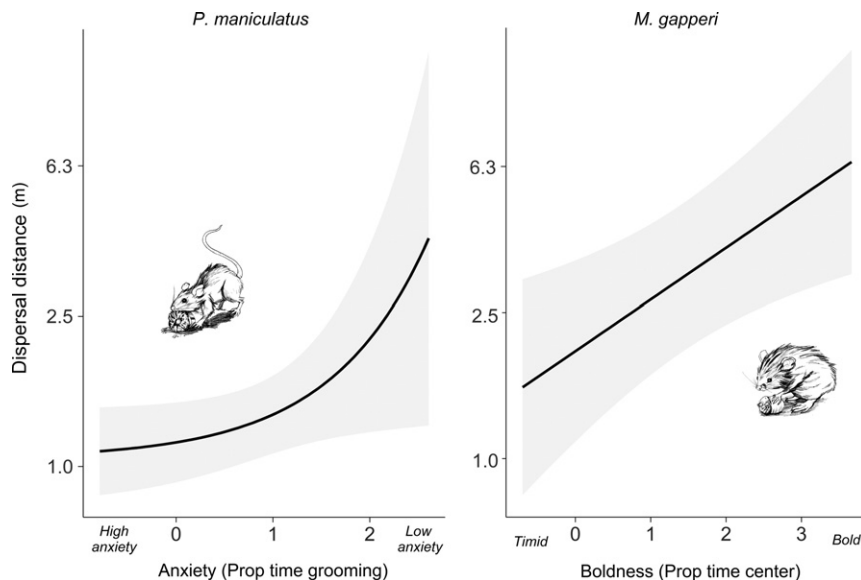 P. maniculatus
M. gapperi
Dispersal distance (m)
6.3
2.5
1.0
High anxiety
0
1
2
Low anxiety
Anxiety (Prop time grooming)
6.3
2.5
1.0
Timid
0
1
2
3
Bold
Boldness (Prop time center)